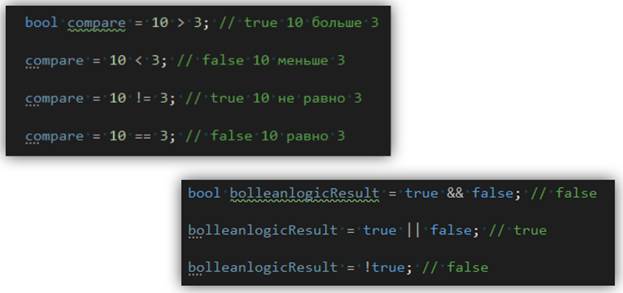 bool compare = 10 > 3; // true 10 больше 3
compare = 10 < 3; // false 10 меньше 3
compare = 10 != 3; // true 10 не равно 3
compare = 10 == 3; // false 10 равно 3
bool bolleanlogicResult = true && false; // false
bolleanlogicResult = true || false; // true
bolleanlogicResult = !true; // false